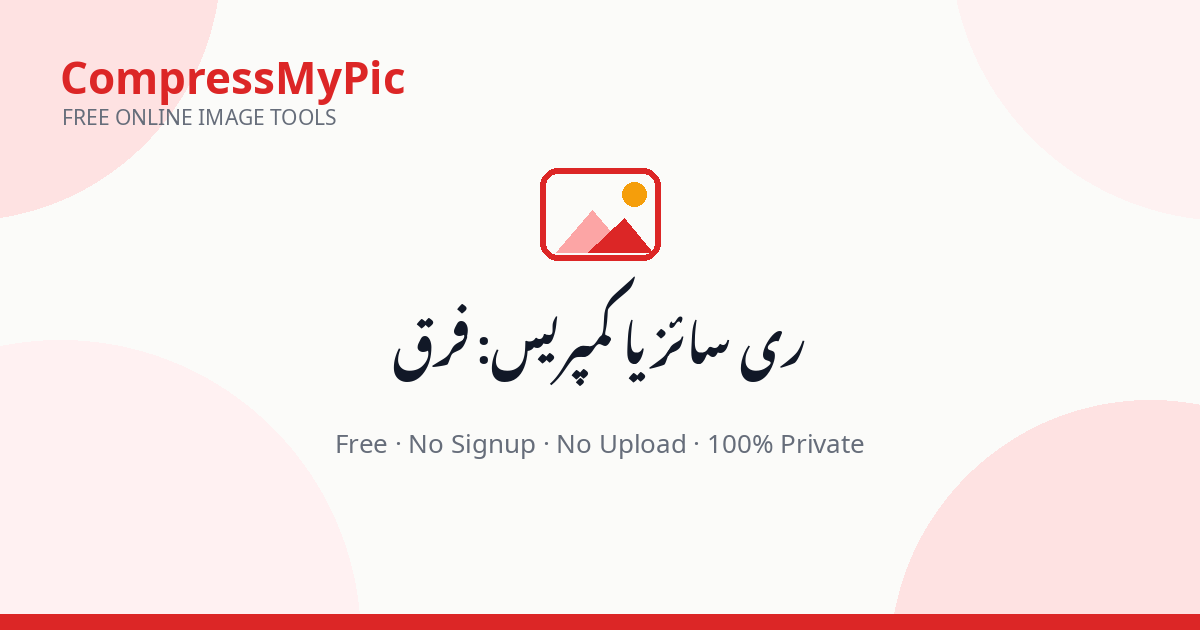 CompressMyPic
FREE ONLINE IMAGE TOOLS
ری سائز یا کمپریس: فرق
Free · No Signup · No Upload · 100% Private